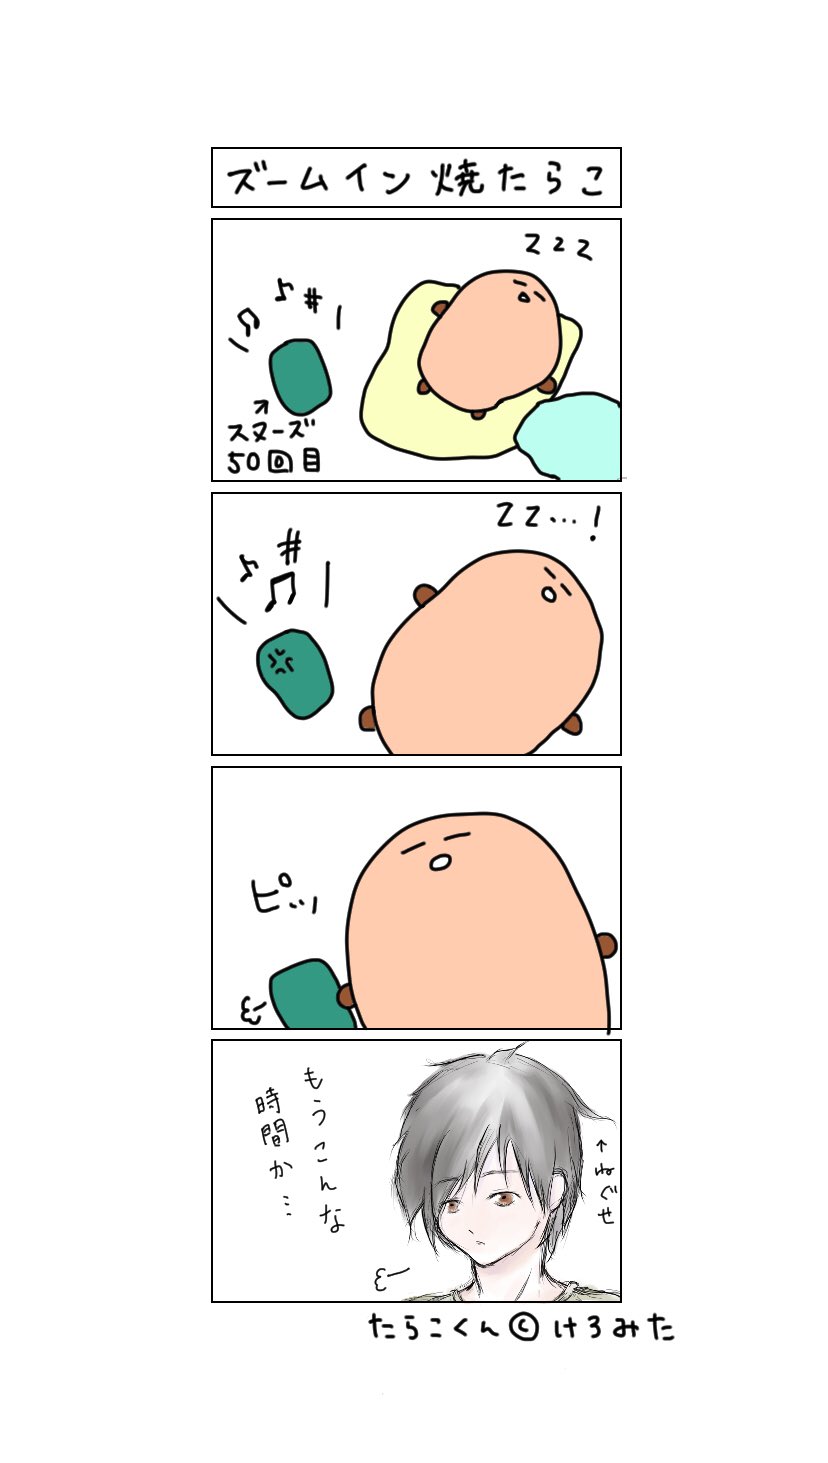 ズームイン焼たらこ
zzz
♪♯
↗
スヌーズ
50回目
zz…!
♪♯♫
ピッ
もうこんな
時間か…
↑ねぐせ
たらこくん©けろみた